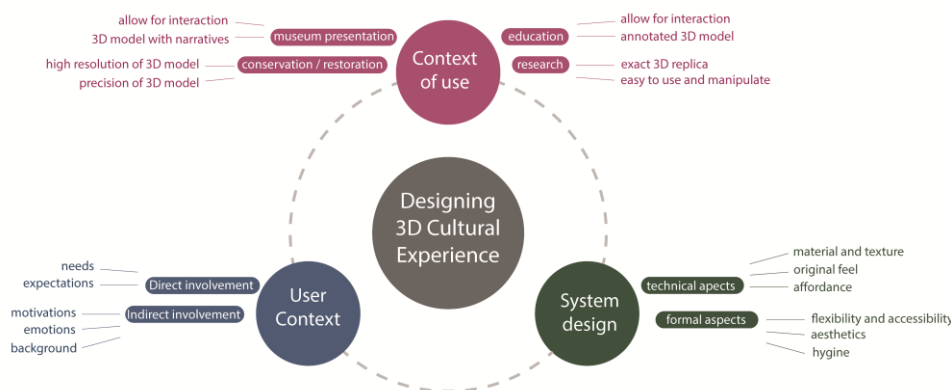 allow for interaction
3D model with narratives
museum presentation
high resolution of 3D model
precision of 3D model
conservation / restoration
Context
of use
education
allow for interaction
annotated 3D model
research
exact 3D replica
easy to use and manipulate
Designing
3D Cultural
Experience
needs
expectations
Direct involvement
motivations
emotions
background
Indirect involvement
User
Context
System
design
technical apects
material and texture
original feel
affordance
formal aspects
flexibility and accessibility
aesthetics
hygine